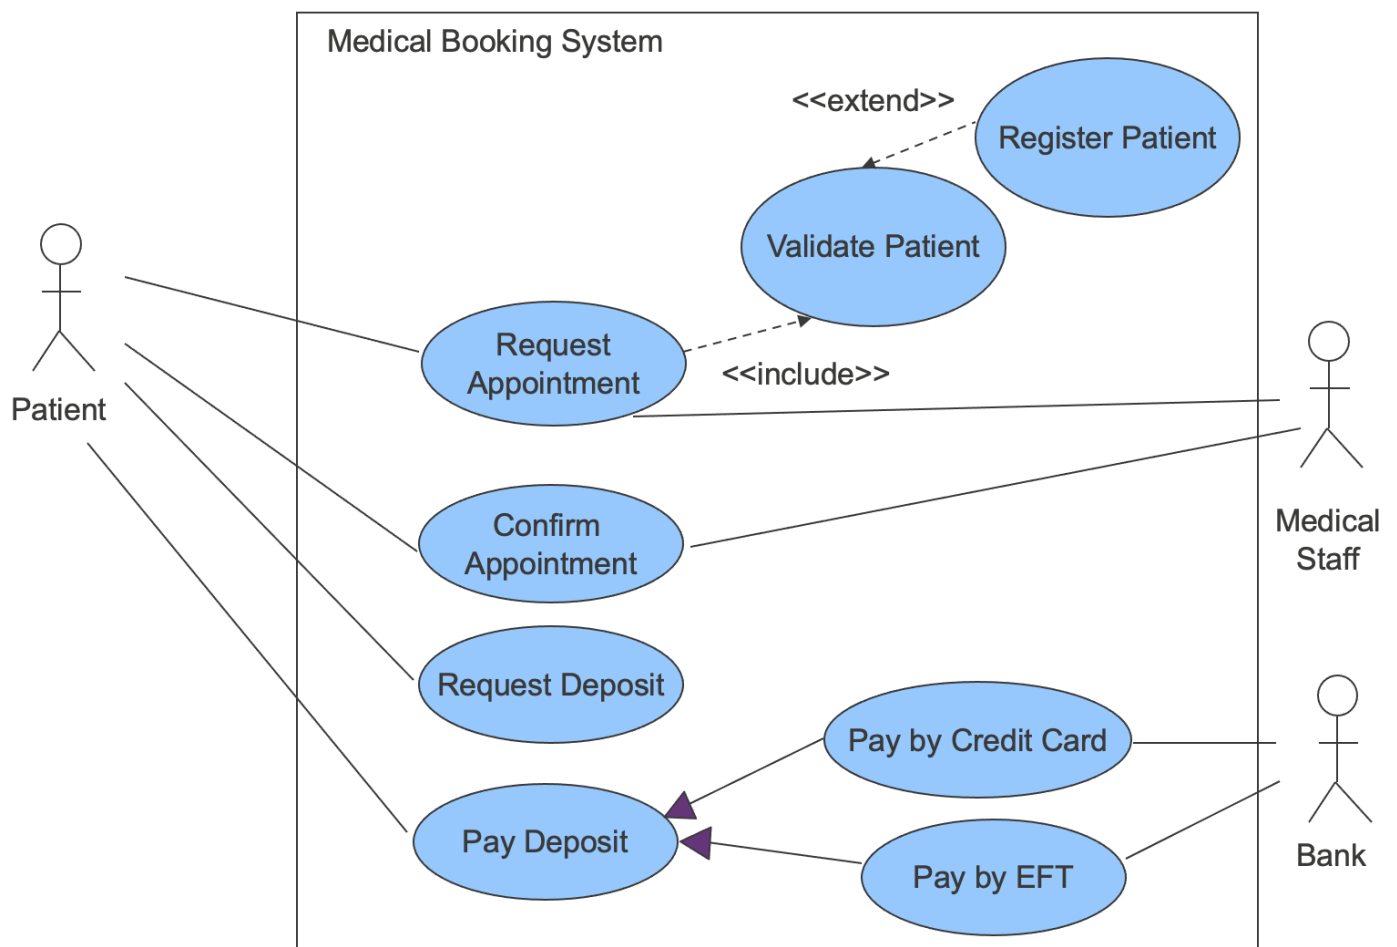 Medical Booking System
<<extend>>
Register Patient
Validate Patient
Request
Appointment
<<include>>
Patient
Confirm
Appointment
Medical
Staff
Request Deposit
Pay by Credit Card
Pay Deposit
Pay by EFT
Bank